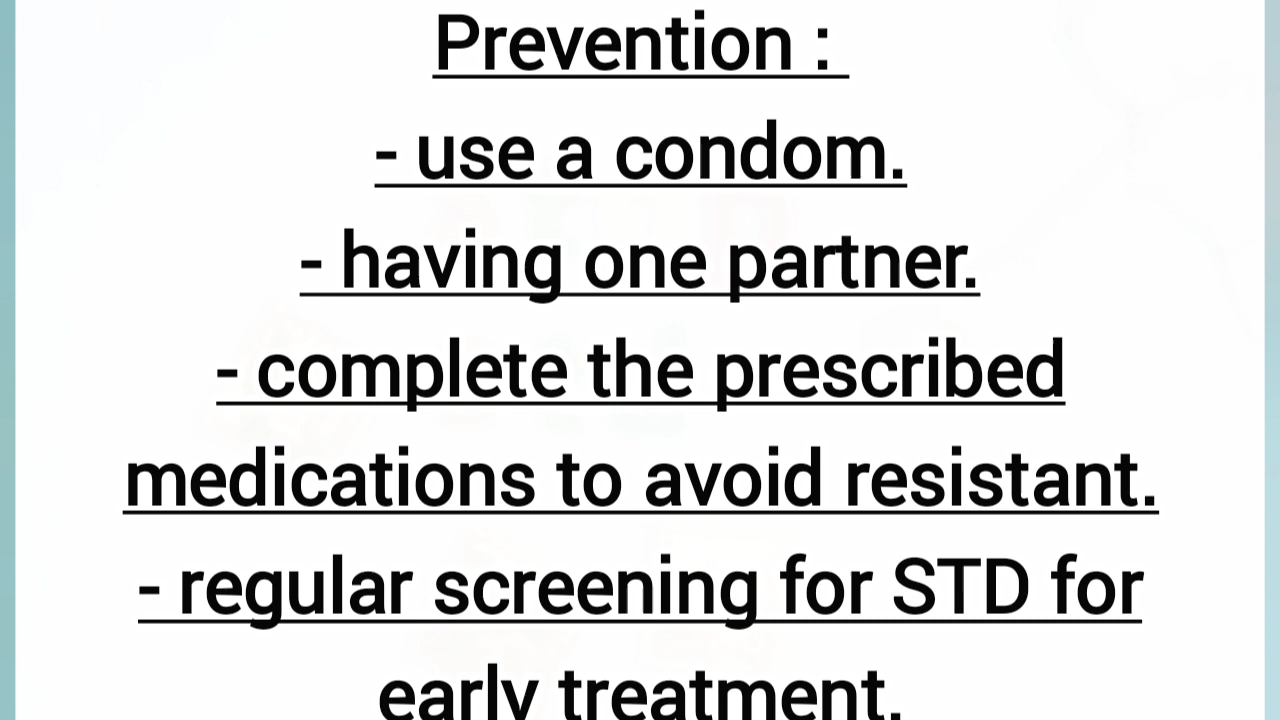 Prevention :
- use a condom.
- having one partner.
- complete the prescribed
medications to avoid resistant.
- regular screening for STD for
early treatment.